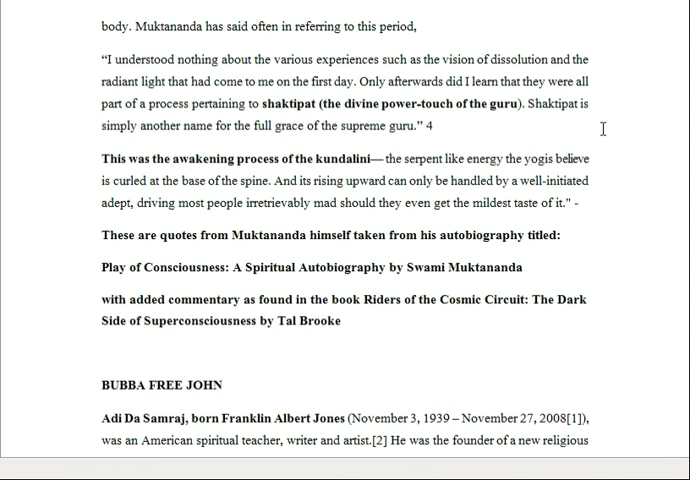 body. Muktananda has said often in referring to this period,
“I understood nothing about the various experiences such as the vision of dissolution and the
radiant light that had come to me on the first day. Only afterwards did I learn that they were all
part of a process pertaining to shaktipat (the divine power-touch of the guru). Shaktipat is
simply another name for the full grace of the supreme guru.” 4
This was the awakening process of the kundalini—the serpent like energy the yogis believe
is curled at the base of the spine. And its rising upward can only be handled by a well-initiated
adept, driving most people irretrievably mad should they even get the mildest taste of it." -
These are quotes from Muktananda himself taken from his autobiography titled:
Play of Consciousness: A Spiritual Autobiography by Swami Muktananda
with added commentary as found in the book Riders of the Cosmic Circuit: The Dark
Side of Superconsciousness by Tal Brooke
BUBBA FREE JOHN
Adi Da Samraj, born Franklin Albert Jones (November 3, 1939 – November 27, 2008[1]),
was an American spiritual teacher, writer and artist.[2] He was the founder of a new religious